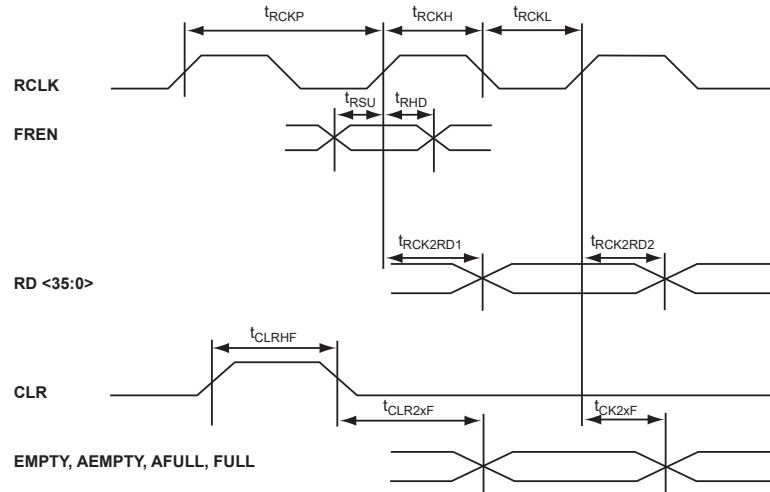 tRCKP tRCKH tRCKL
RCLK
tRSU tRHD
FREN
tRCK2RD1 tRCK2RD2
RD <35:0>
tCLRHF
CLR
tCLR2xF tCK2xF
EMPTY, AEMPTY, AFULL, FULL